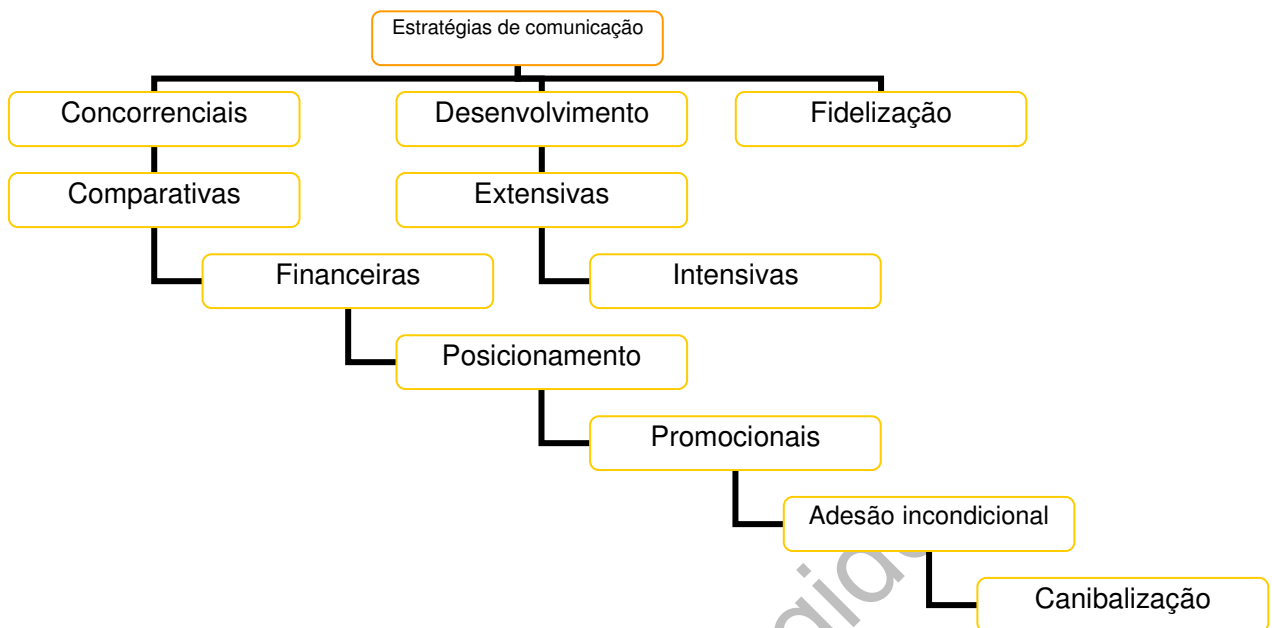 Estratégias de comunicação
Concorrenciais
Desenvolvimento
Fidelização
Comparativas
Extensivas
Financeiras
Intensivas
Posicionamento
Promocionais
Adesão incondicional
Canibalização